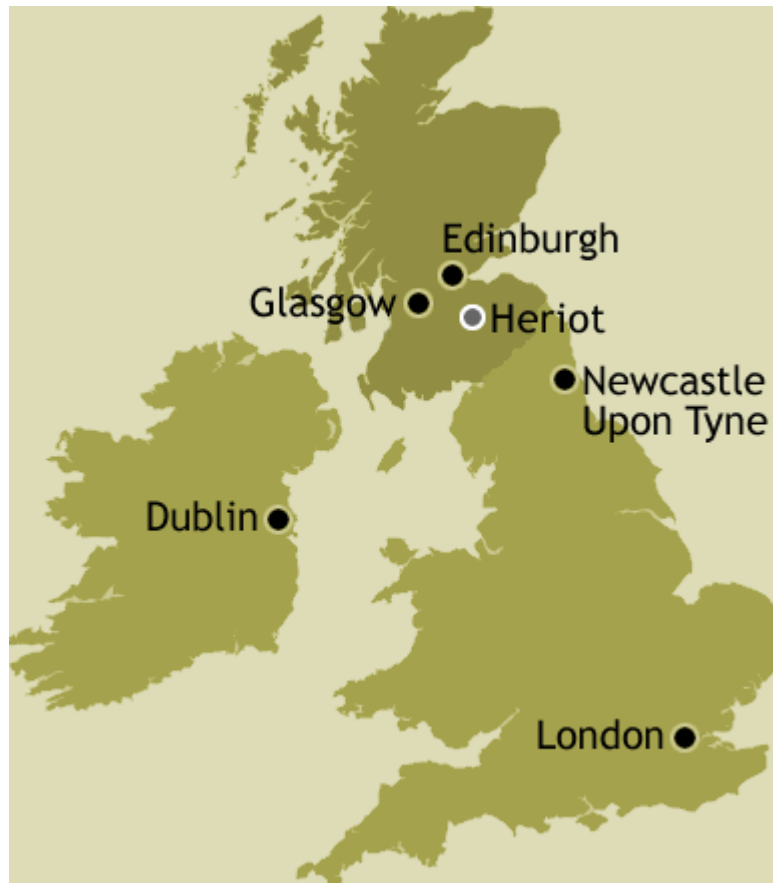 Edinburgh
Glasgow
Heriot
Newcastle
Upon Tyne
Dublin
London